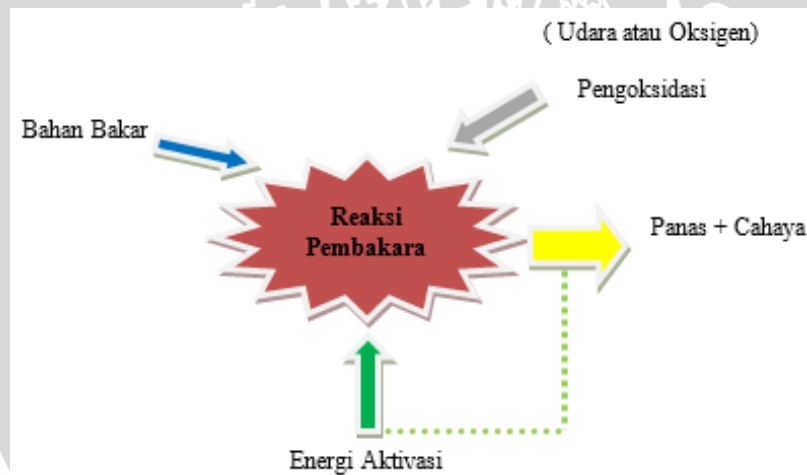 ( Udara atau Oksigen)
Pengoksidasi
Bahan Bakar
Reaksi
Pembakara
Panas + Cahaya
Energi Aktivasi